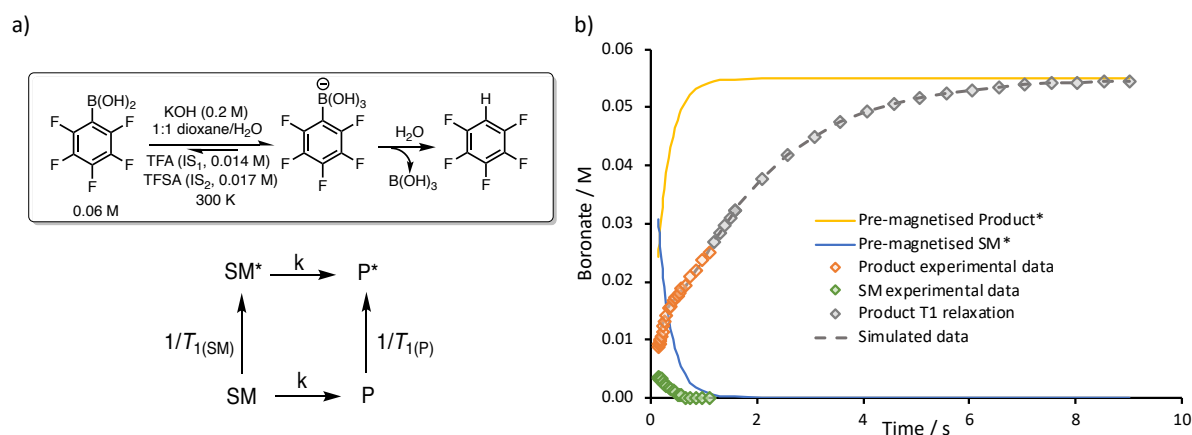 a)
B(OH)₂
F
F
F
F
F
0.06 M
KOH (0.2 M)
1:1 dioxane/H₂O
TFA (IS₁, 0.014 M)
TFSA (IS₂, 0.017 M)
300 K
⊖
B(OH)₃
F
F
F
F
F
H₂O
B(OH)₃
H
F
F
F
F
F
SM* k P*
1/T₁(SM) 1/T₁(P)
SM k P
b)
Boronate / M
0.06
0.05
0.04
0.03
0.02
0.01
0.00
0 2 4 6 8 10
Time / s
Pre-magnetised Product*
Pre-magnetised SM*
Product experimental data
SM experimental data
Product T1 relaxation
Simulated data